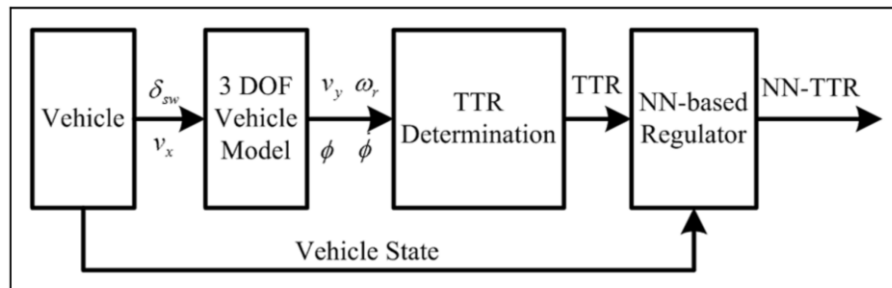 Vehicle
δsw
vx
3 DOF
Vehicle
Model
vy ωr
ϕ ϕ̇
TTR
Determination
TTR
NN-based
Regulator
NN-TTR
Vehicle State